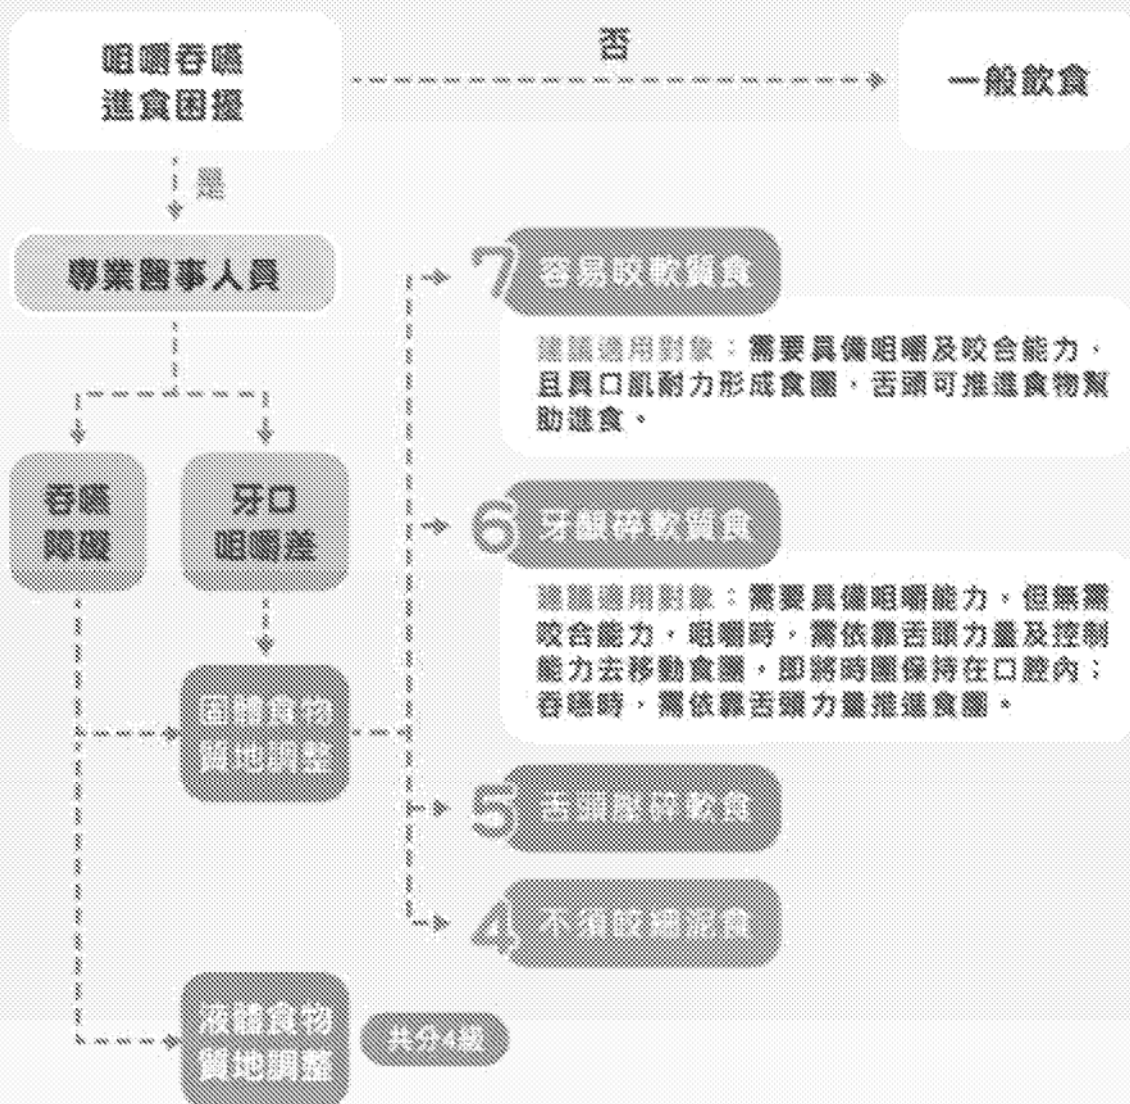 咀嚼吞嚥
進食困擾
否
一般飲食
是
專業醫事人員
吞嚥
障礙
牙口
咀嚼差
固體食物
質地調整
液體食物
質地調整
共分4級
7 容易咬軟質食
建議適用對象：需要具備咀嚼及咬合能力，
且具口肌耐力形成食團，舌頭可推進食物幫
助進食。
6 牙齦碎軟質食
建議適用對象：需要具備咀嚼能力，但無需
咬合能力，咀嚼時，需依靠舌頭力量及控制
能力去移動食團，即將時團保持在口腔內；
吞嚥時，需依靠舌頭力量推進食團。
5 舌頭壓碎軟食
4 不須咬細泥食